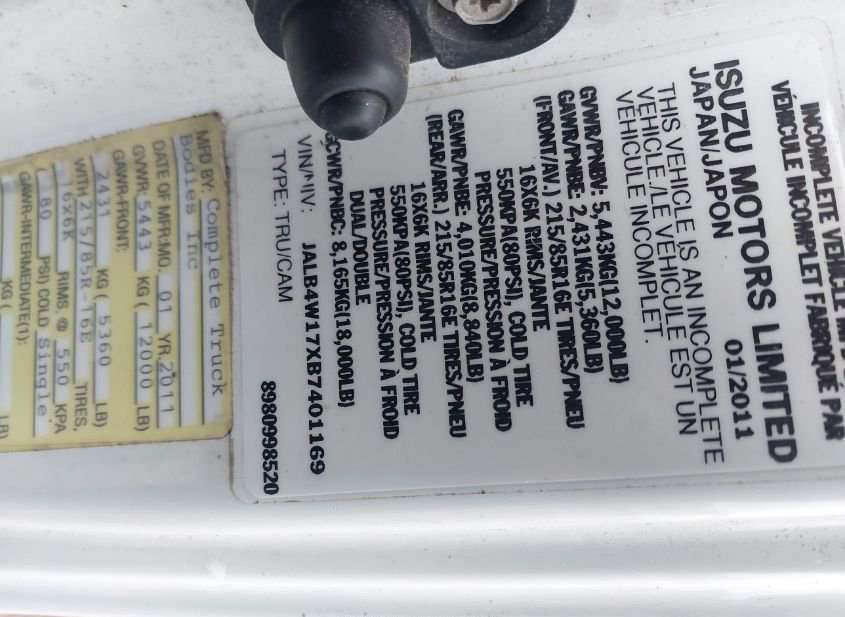 INCOMPLETE VEHICLE
VÉHICULE INCOMPLET FABRIQUÉ PAR
ISUZU MOTORS LIMITED
JAPAN/JAPON 01/2011
THIS VEHICLE IS AN INCOMPLETE
VEHICLE./LE VÉHICULE EST UN
VEHICULE INCOMPLET.
GVWR/PNBV: 5,443KG(12,000LB)
GAWR/PNBE: 2,431KG(5,360LB)
(FRONT/AV.) 215/85R16E TIRES/PNEU
16X6K RIMS/JANTE
550KPA(80PSI), COLD TIRE
PRESSURE/PRESSION À FROID
GAWR/PNBE: 4,010KG(8,840LB)
(REAR/ARR.) 215/85R16E TIRES/PNEU
16X6K RIMS/JANTE
550KPA(80PSI), COLD TIRE
PRESSURE/PRESSION À FROID
DUAL/DOUBLE
GCWR/PNBC: 8,165KG(18,000LB)
VIN/NIV: JALB4W17XB7401169
TYPE: TRU/CAM
8980998520
MFD BY: Complete Truck
Bodies Inc
DATE OF MFR:MO. 01 YR. 2011
GVWR: 5443 KG ( 12000 LB)
GAWR-FRONT:
2431 KG ( 5360 LB)
WITH 215/85R-16E TIRES,
16x6K RIMS, @ 550 KPA
( 80 PSI) COLD Single
GAWR-INTERMEDIATE(1):
KG ( LB)